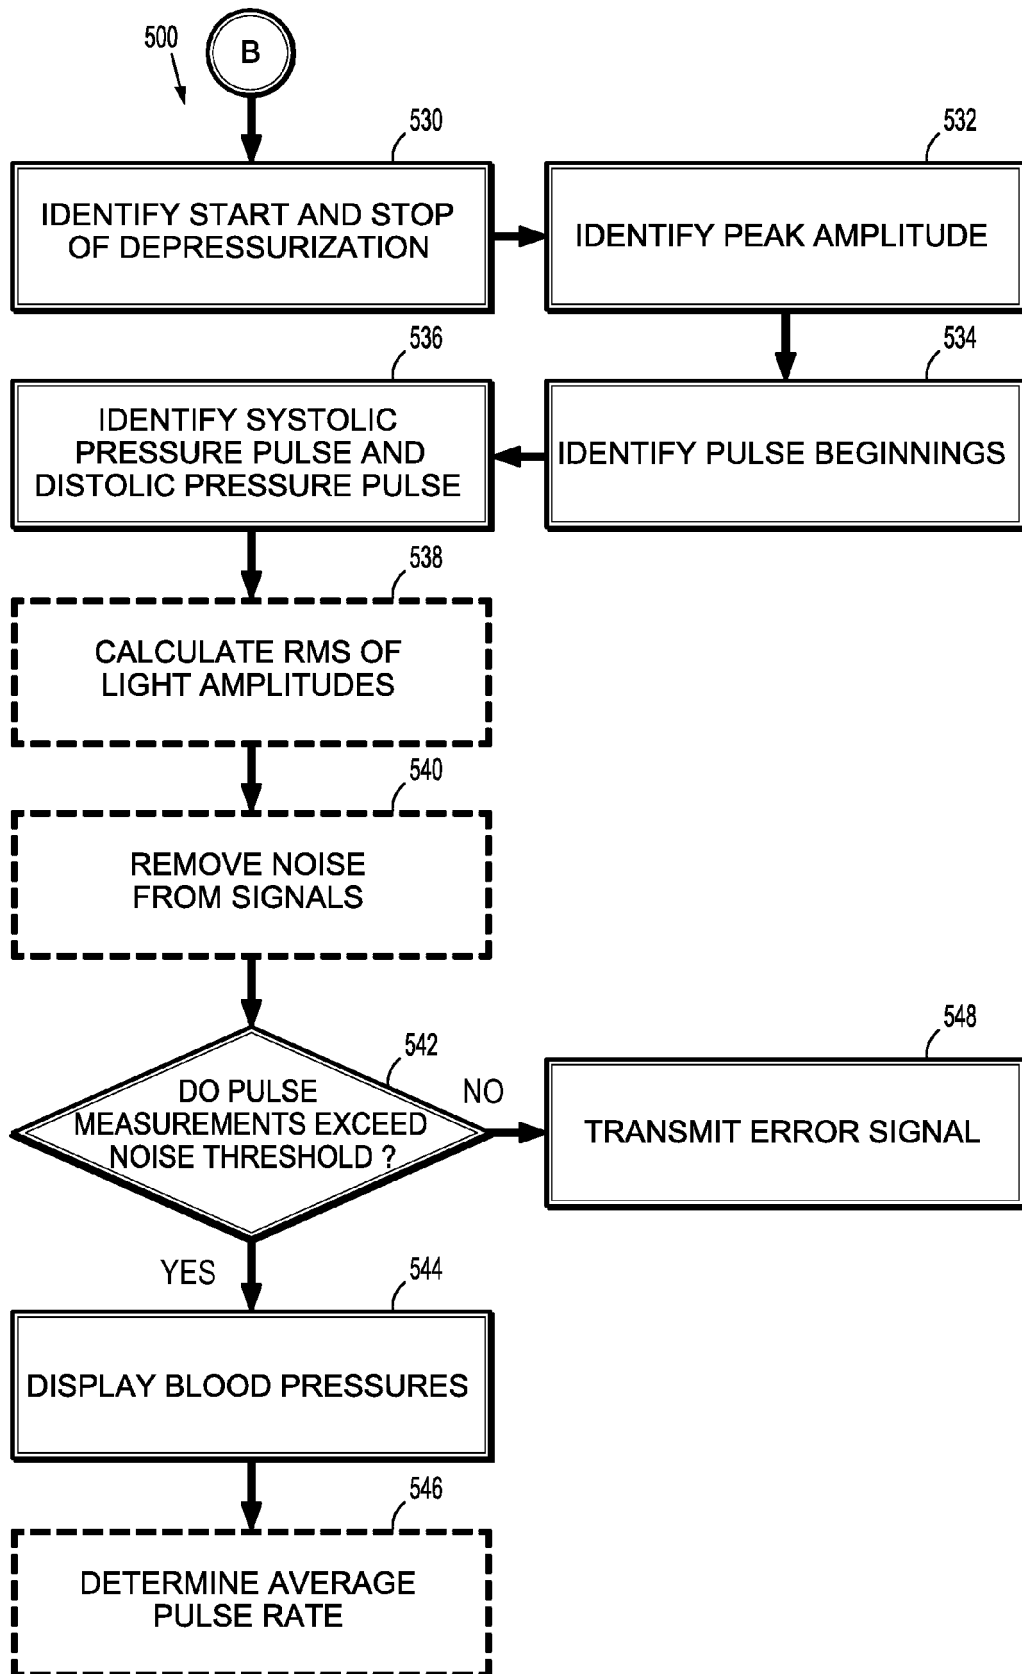 500
B
530
IDENTIFY START AND STOP
OF DEPRESSURIZATION
532
IDENTIFY PEAK AMPLITUDE
534
IDENTIFY PULSE BEGINNINGS
536
IDENTIFY SYSTOLIC
PRESSURE PULSE AND
DISTOLIC PRESSURE PULSE
538
CALCULATE RMS OF
LIGHT AMPLITUDES
540
REMOVE NOISE
FROM SIGNALS
542
DO PULSE
MEASUREMENTS EXCEED
NOISE THRESHOLD ?
NO
548
TRANSMIT ERROR SIGNAL
YES
544
DISPLAY BLOOD PRESSURES
546
DETERMINE AVERAGE
PULSE RATE